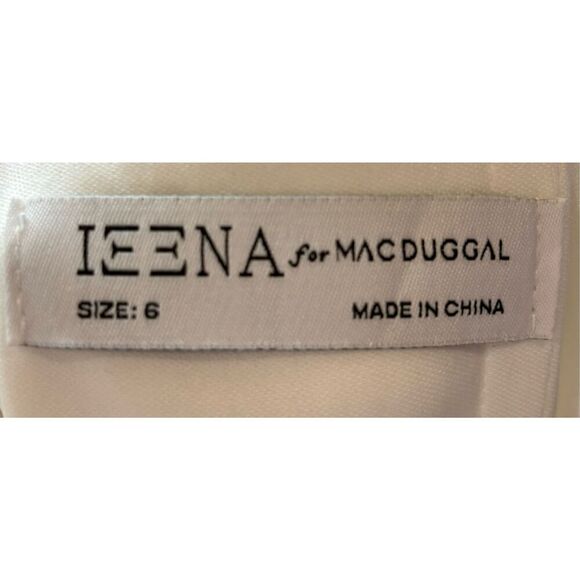 IEENA for MAC DUGGAL
SIZE: 6 MADE IN CHINA